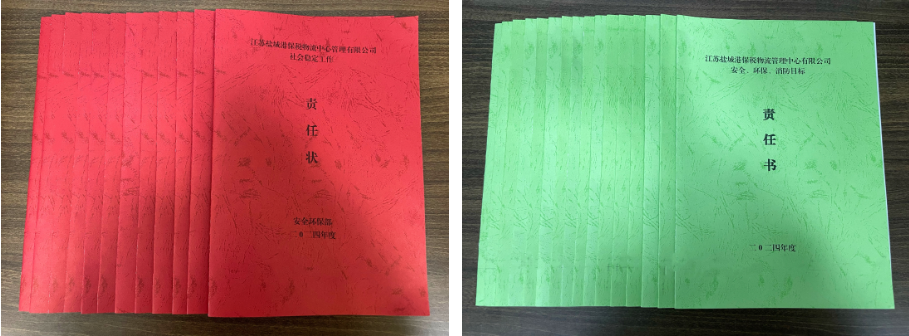 江苏盐城港保税物流中心管理有限公司
社会稳定工作
责
任
状
安全环保部
二0二四年度
江苏盐城港保税物流管理中心有限公司
安全、环保、消防目标
责
任
书
二0二四年度